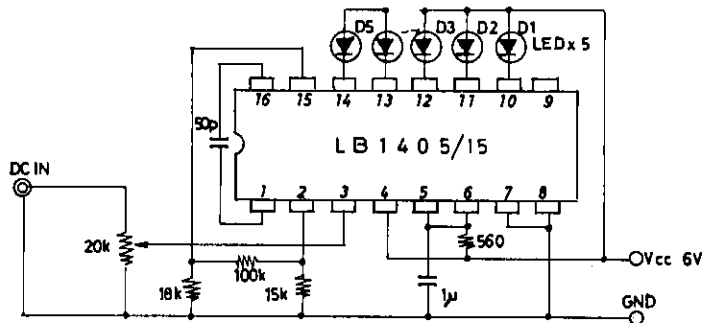 D5 D3 D2 D1
LED x 5
16 15 14 13 12 11 10 9
50p
LB1405/15
DC IN
1 2 3 4 5 6 7 8
20k
560
100k
Vcc 6V
18k
15k
1µ
GND